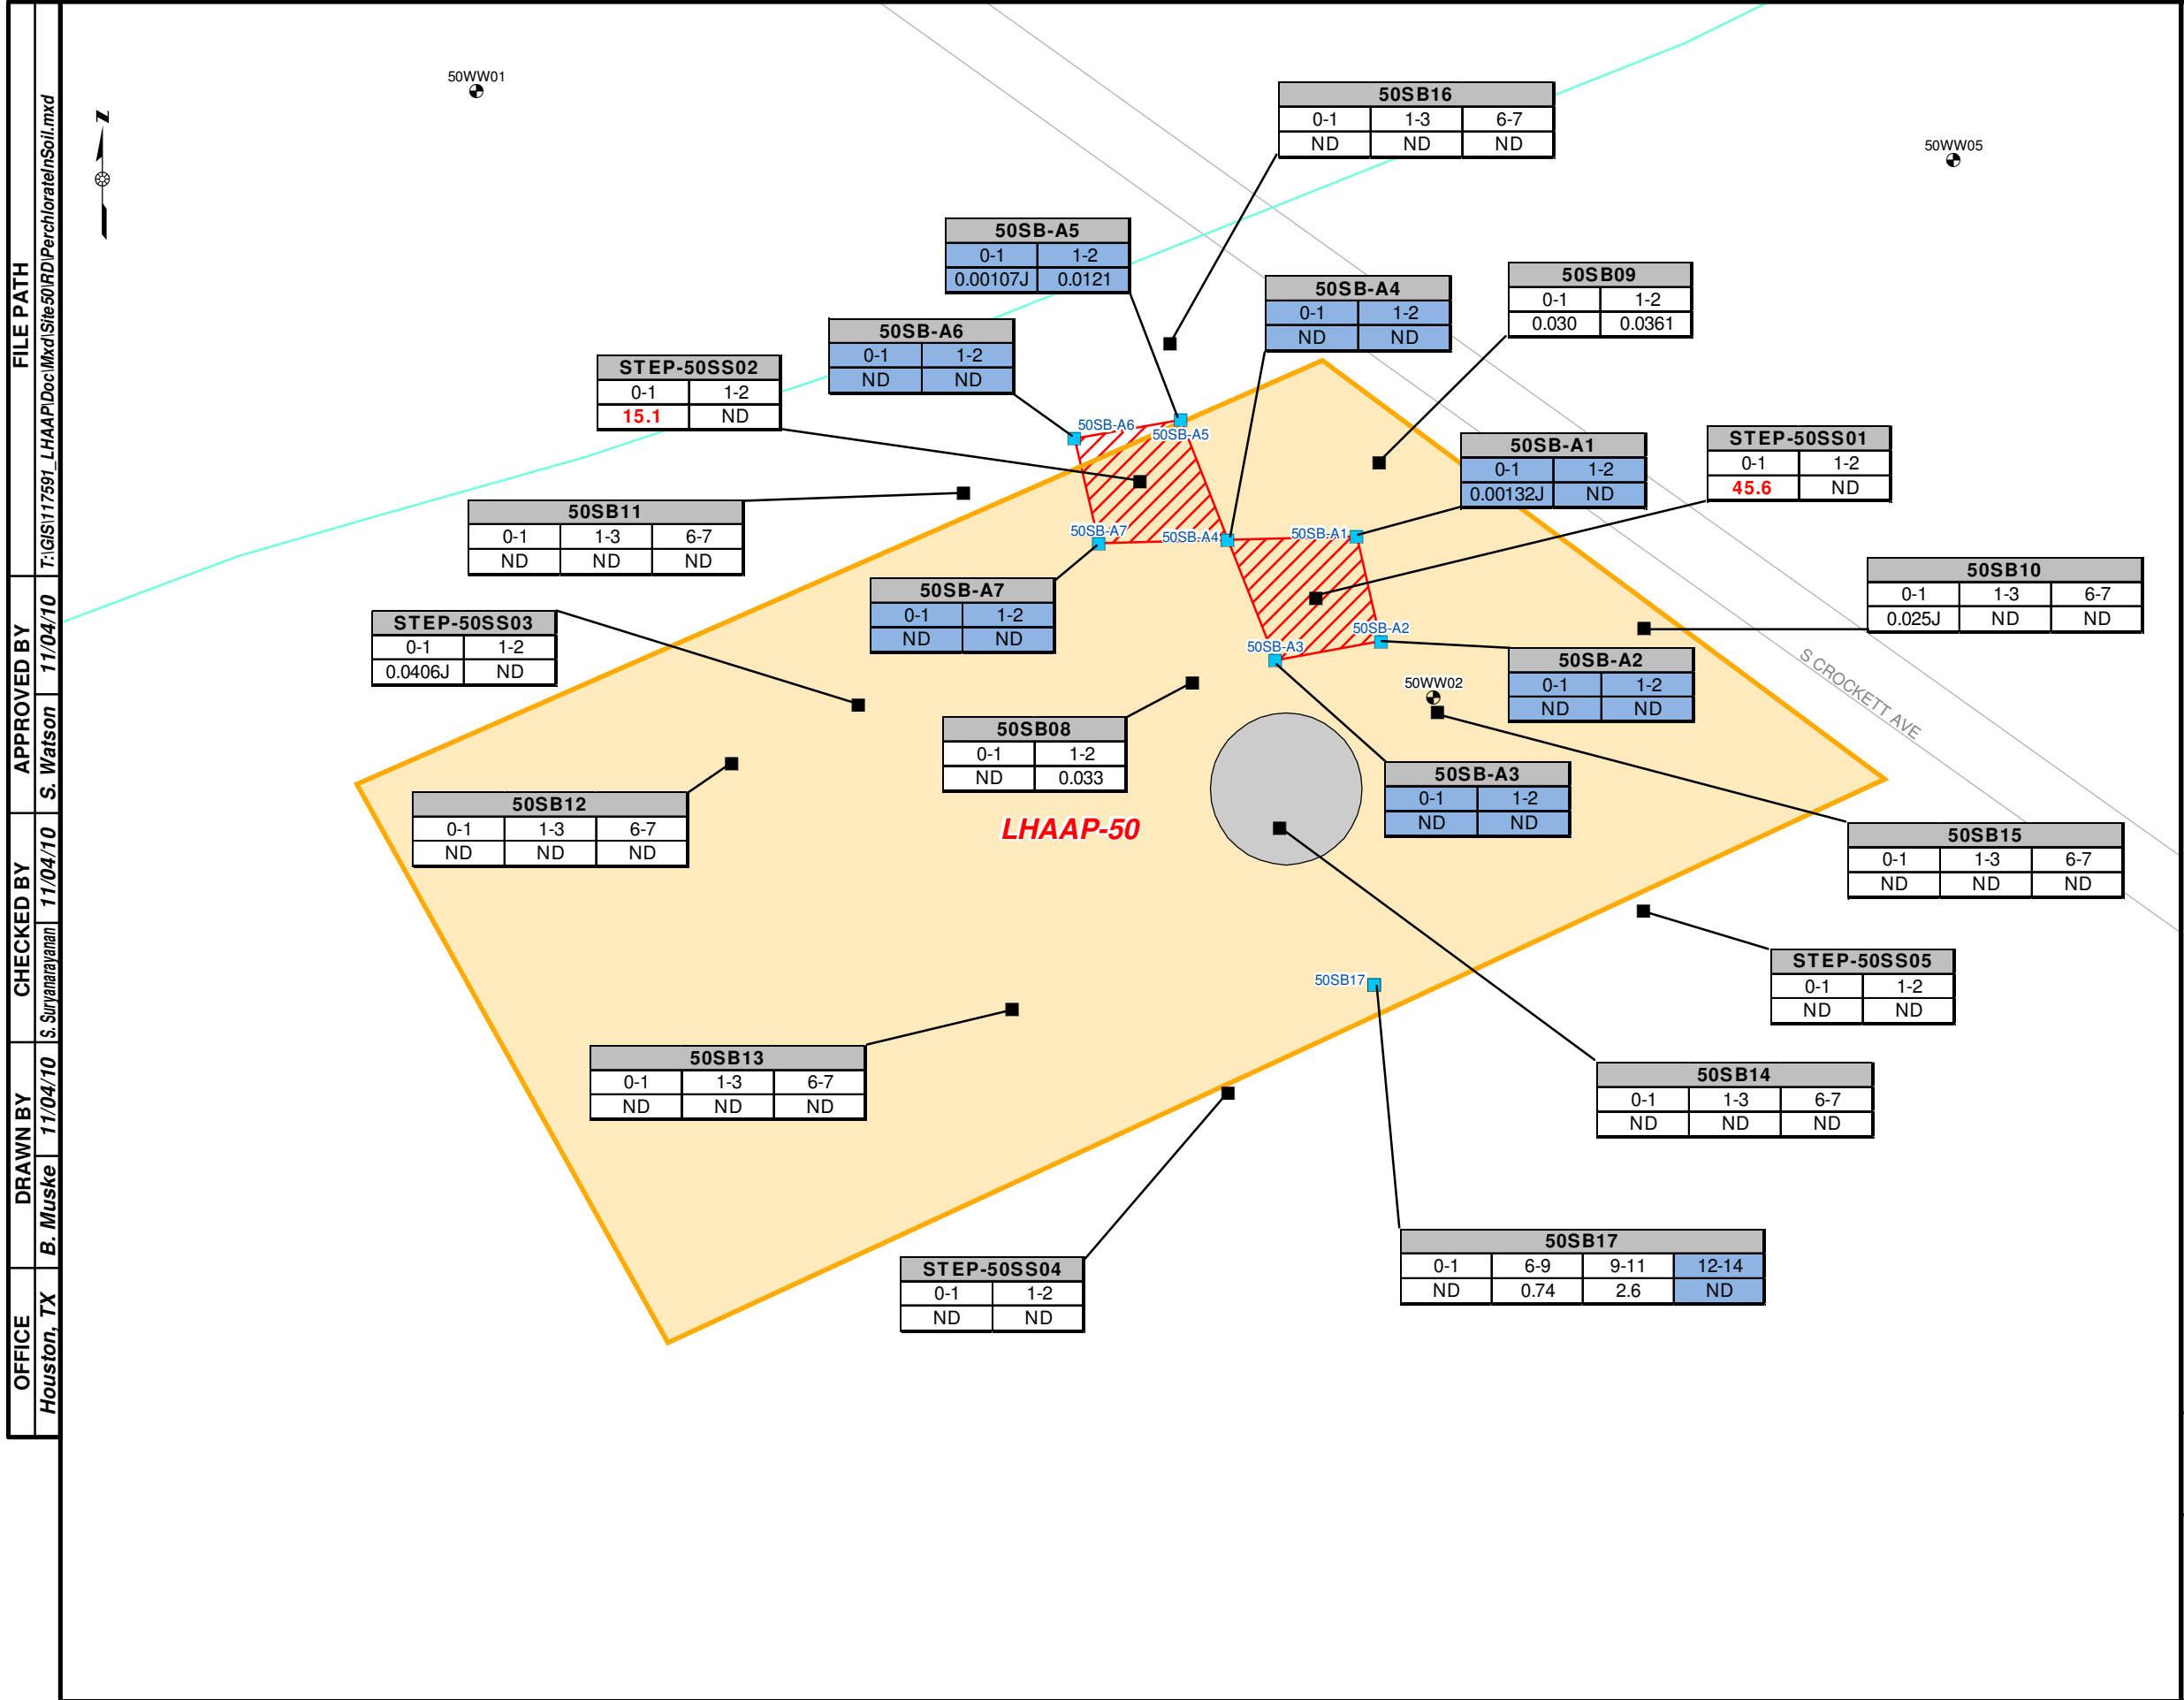 FILE PATH
T:\GIS\117591_LHAAP\Doc\Mxd\Site50\RD\PerchlorateInSoil.mxd
APPROVED BY
S. Watson 11/04/10
CHECKED BY
S. Suryanarayanan 11/04/10
DRAWN BY
B. Muske 11/04/10
OFFICE
Houston, TX
N
50WW01
50WW05
50SB16
0-1 1-3 6-7
ND ND ND
50SB-A5
0-1 1-2
0.00107J 0.0121
50SB-A4
0-1 1-2
ND ND
50SB09
0-1 1-2
0.030 0.0361
50SB-A6
0-1 1-2
ND ND
STEP-50SS02
0-1 1-2
15.1 ND
50SB-A6
50SB-A5
50SB-A1
0-1 1-2
0.00132J ND
STEP-50SS01
0-1 1-2
45.6 ND
50SB11
0-1 1-3 6-7
ND ND ND
50SB-A7
50SB-A4
50SB-A1
50SB10
0-1 1-3 6-7
0.025J ND ND
50SB-A7
0-1 1-2
ND ND
STEP-50SS03
0-1 1-2
0.0406J ND
50SB-A2
50SB-A3
50SB-A2
0-1 1-2
ND ND
S CROCKETT AVE
50WW02
50SB08
0-1 1-2
ND 0.033
50SB-A3
0-1 1-2
ND ND
50SB12
0-1 1-3 6-7
ND ND ND
LHAAP-50
50SB15
0-1 1-3 6-7
ND ND ND
STEP-50SS05
0-1 1-2
ND ND
50SB17
50SB13
0-1 1-3 6-7
ND ND ND
50SB14
0-1 1-3 6-7
ND ND ND
50SB17
0-1 6-9 9-11 12-14
ND 0.74 2.6 ND
STEP-50SS04
0-1 1-2
ND ND